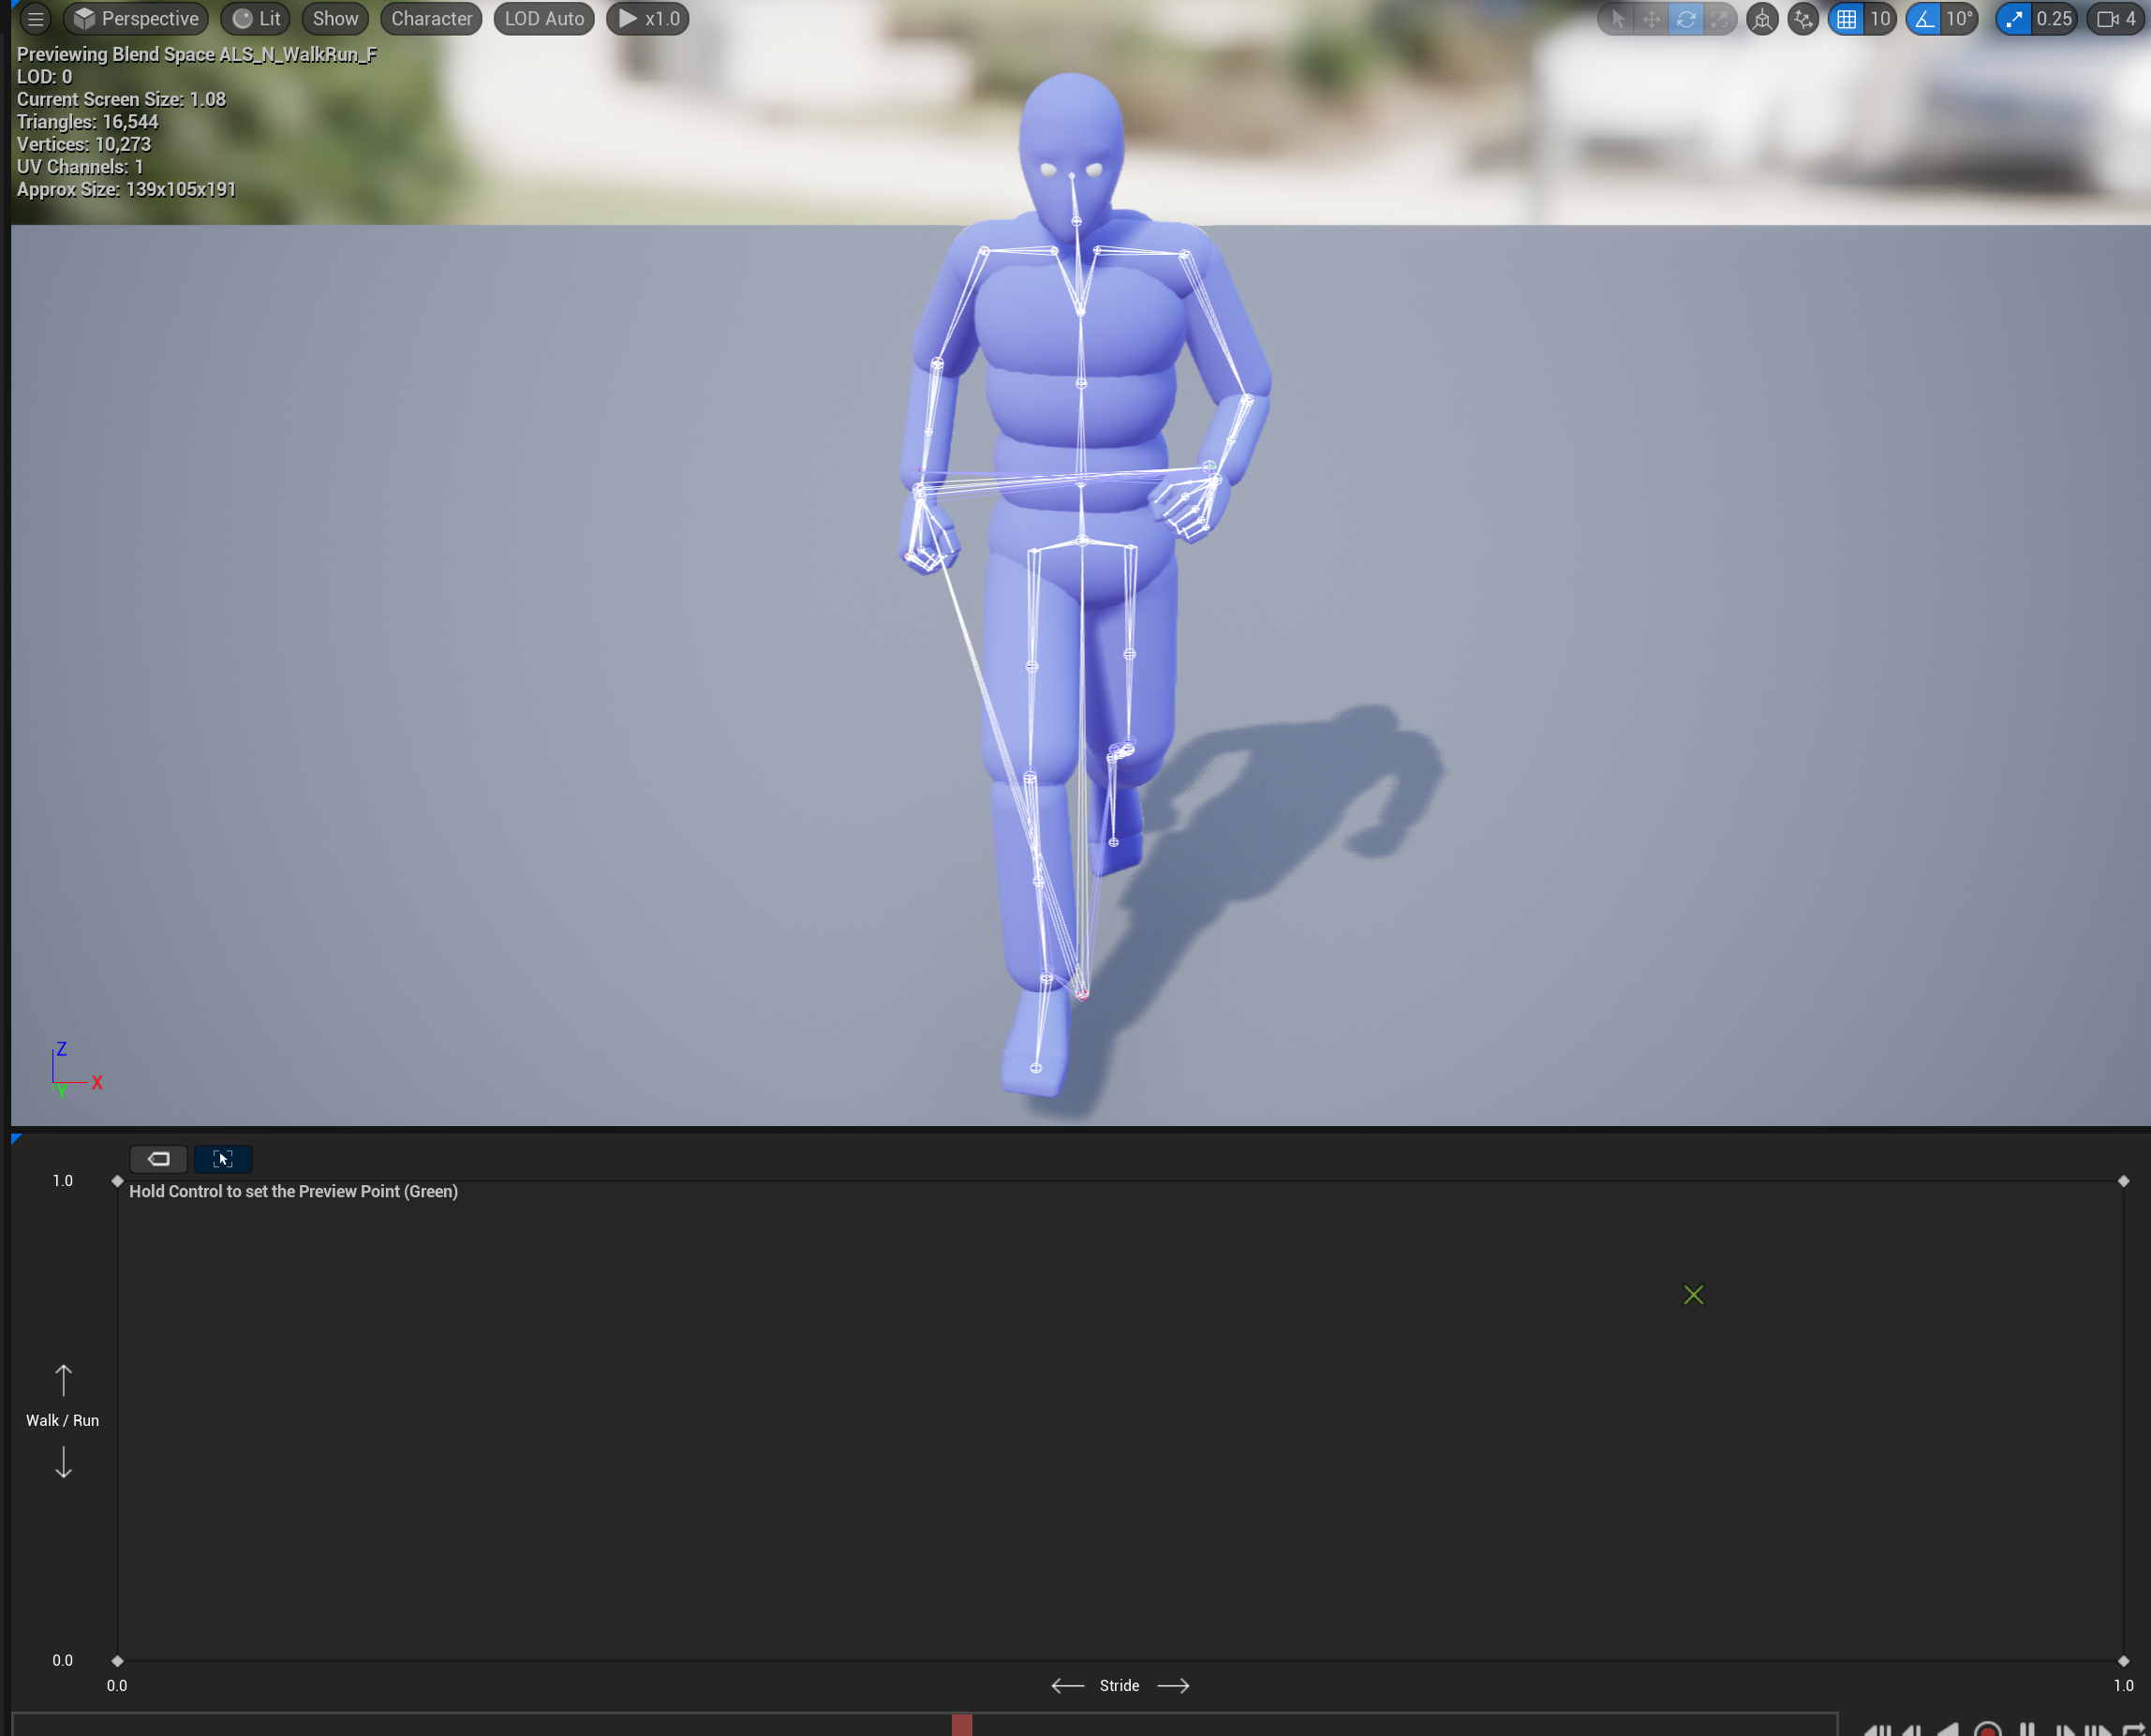 Perspective
Lit
Show
Character
LOD Auto
x1.0
10
10°
0.25
4
Previewing Blend Space ALS_N_WalkRun_F
LOD: 0
Current Screen Size: 1.08
Triangles: 16,544
Vertices: 10,273
UV Channels: 1
Approx Size: 139x105x191
Z
X
Y
1.0
Hold Control to set the Preview Point (Green)
Walk / Run
0.0
0.0
Stride
1.0